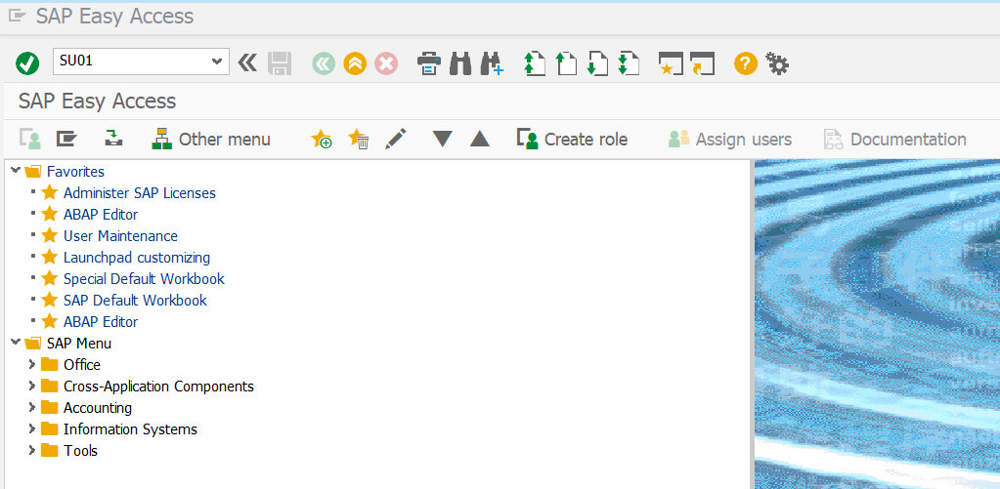 SAP Easy Access
SU01
SAP Easy Access
Other menu Create role Assign users Documentation
Favorites
Administer SAP Licenses
ABAP Editor
User Maintenance
Launchpad customizing
Special Default Workbook
SAP Default Workbook
ABAP Editor
SAP Menu
Office
Cross-Application Components
Accounting
Information Systems
Tools